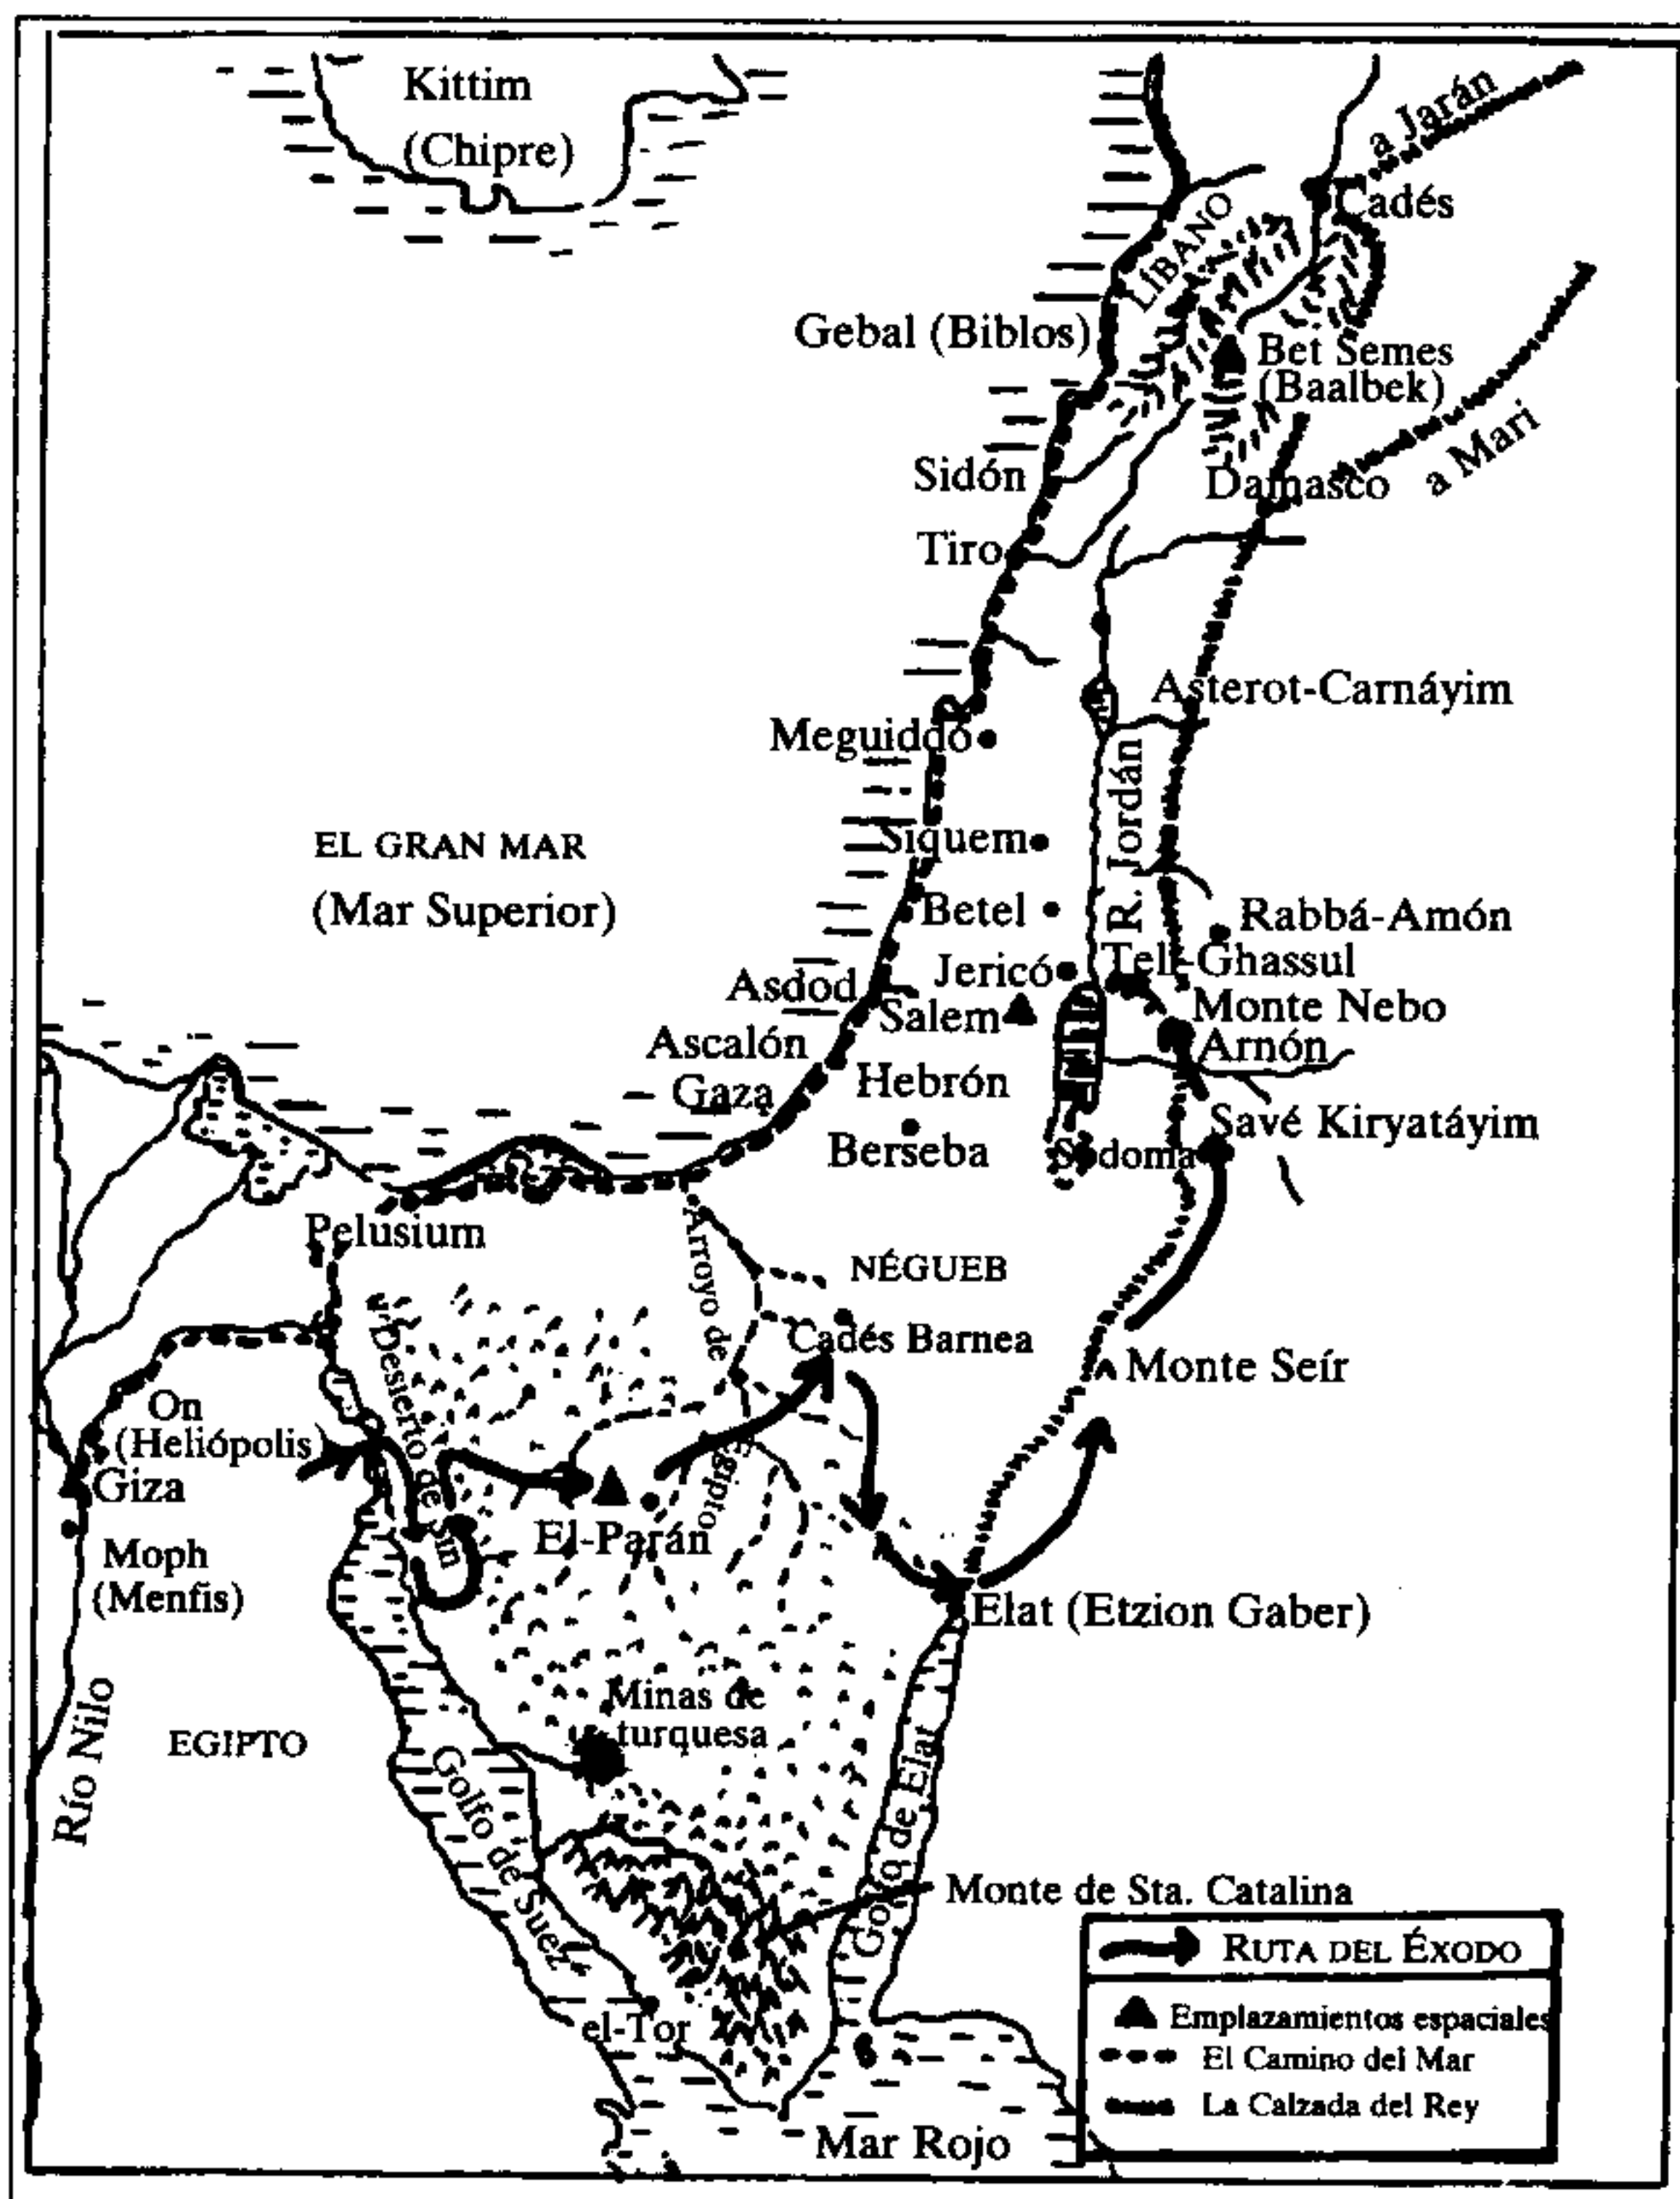 Kittim
(Chipre)
a Jarán
Cadés
LÍBANO
Gebal (Biblos)
Bet Semes
(Baalbek)
a Mari
Sidón
Damasco
Tiro
Asterot-Carnáyim
Meguiddó
R. Jordán
EL GRAN MAR
(Mar Superior)
Siquem
Betel
Rabbá-Amón
Jericó
Tell-Ghassul
Asdod
Salem
Monte Nebo
Ascalón
Arnón
Gaza
Hebrón
Savé Kiryatáyim
Berseba
Sodoma
Pelusium
Arroyo de Egipto
NÉGUEB
Desierto de Sin
Cadés Barnea
Monte Seír
On
(Heliópolis)
Giza
El-Parán
Moph
(Menfis)
Elat (Etzion Gaber)
Río Nilo
EGIPTO
Minas de
turquesa
Golfo de Suez
Golfo de Elat
Monte de Sta. Catalina
el-Tor
Mar Rojo
RUTA DEL ÉXODO
Emplazamientos espaciales
El Camino del Mar
La Calzada del Rey